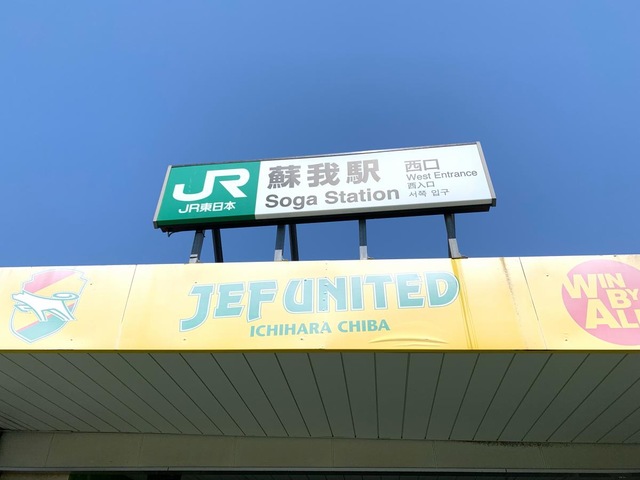 JR
JR東日本
蘇我駅
Soga Station
西口
West Entrance
西入口
서쪽 입구
JEF UNITED
ICHIHARA CHIBA
WIN
BY
ALL